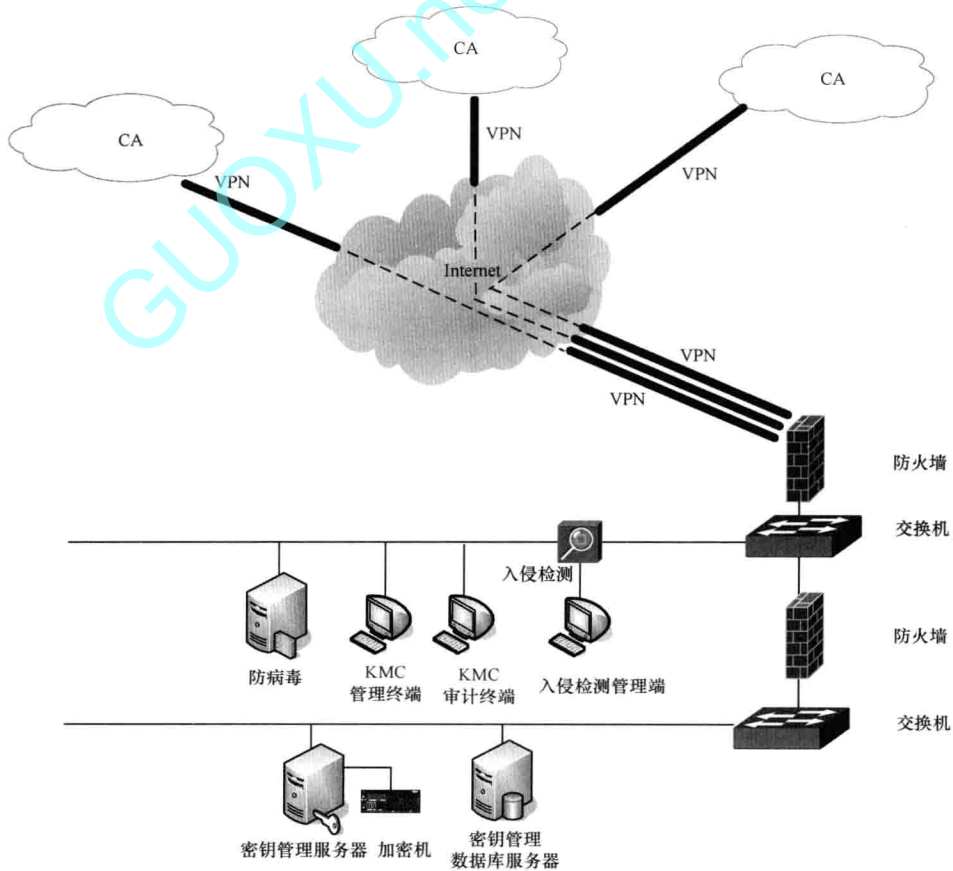 GUOXU.n
CA
CA
CA
VPN
VPN
VPN
Internet
VPN
VPN
防火墙
交换机
入侵检测
防病毒
KMC
管理终端
KMC
审计终端
入侵检测管理端
防火墙
交换机
密钥管理服务器
加密机
密钥管理
数据库服务器